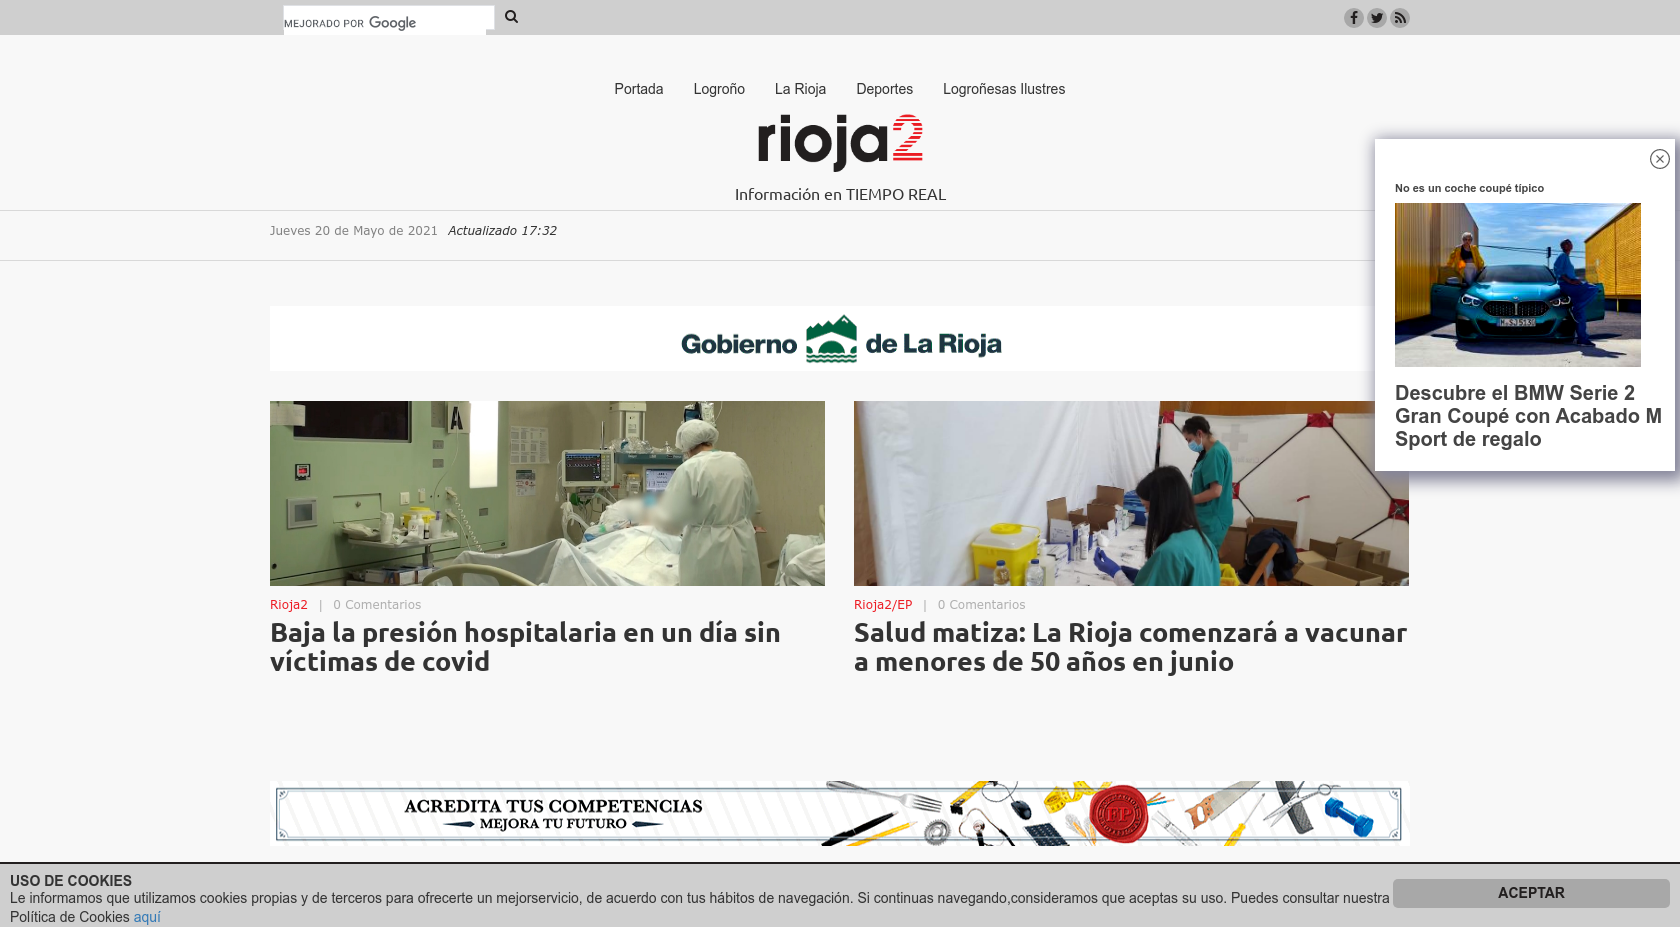 MEJORADO POR Google
Portada Logroño La Rioja Deportes Logroñesas Ilustres
rioja2
Información en TIEMPO REAL
Jueves 20 de Mayo de 2021 Actualizado 17:32
No es un coche coupé típico
Descubre el BMW Serie 2
Gran Coupé con Acabado M
Sport de regalo
Gobierno de La Rioja
A
Rioja2 | 0 Comentarios
Baja la presión hospitalaria en un día sin
víctimas de covid
Rioja2/EP | 0 Comentarios
Salud matiza: La Rioja comenzará a vacunar
a menores de 50 años en junio
ACREDITA TUS COMPETENCIAS
MEJORA TU FUTURO
FP
USO DE COOKIES
Le informamos que utilizamos cookies propias y de terceros para ofrecerte un mejorservicio, de acuerdo con tus hábitos de navegación. Si continuas navegando,consideramos que aceptas su uso. Puedes consultar nuestra
Política de Cookies aquí
ACEPTAR